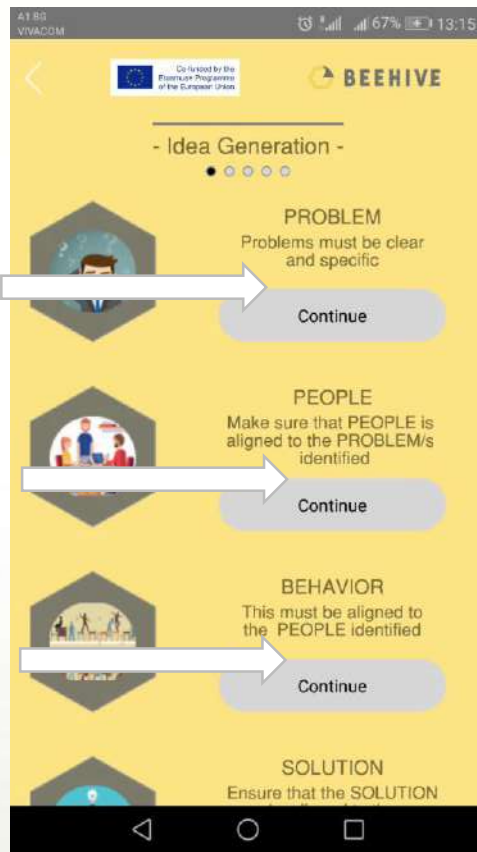 A1 BG
VIVACOM
67% 13:15
Co-funded by the
Erasmus+ Programme
of the European Union
BEEHIVE
- Idea Generation -
PROBLEM
Problems must be clear
and specific
Continue
PEOPLE
Make sure that PEOPLE is
aligned to the PROBLEM/s
identified
Continue
BEHAVIOR
This must be aligned to
the PEOPLE identified
Continue
SOLUTION
Ensure that the SOLUTION